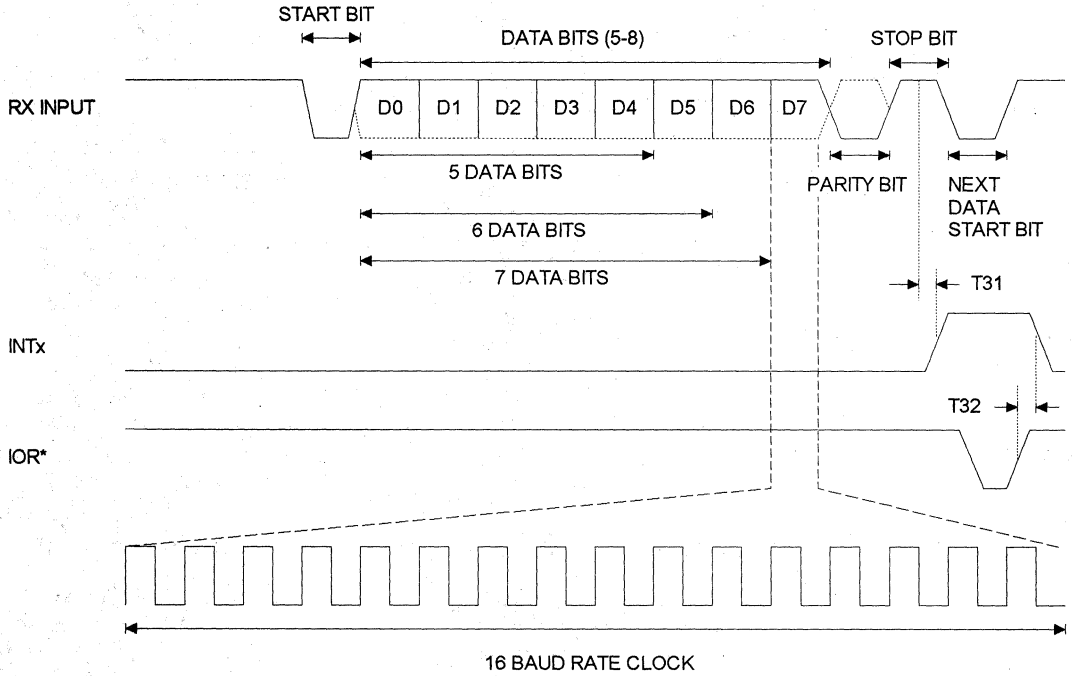 START BIT
DATA BITS (5-8)
STOP BIT
RX INPUT
D0 D1 D2 D3 D4 D5 D6 D7
5 DATA BITS
PARITY BIT
NEXT
DATA
START BIT
6 DATA BITS
7 DATA BITS
T31
INTx
T32
IOR*
16 BAUD RATE CLOCK